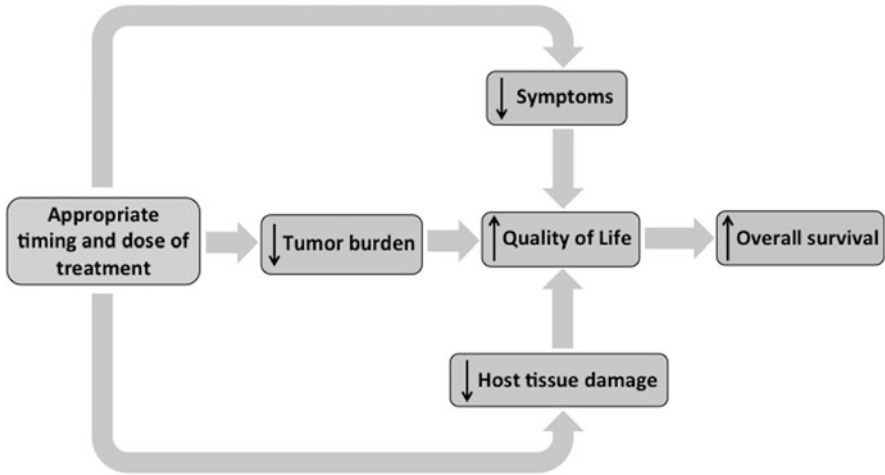 ↓ Symptoms
Appropriate
timing and dose of
treatment
↓ Tumor burden
↑ Quality of Life
↑ Overall survival
↓ Host tissue damage